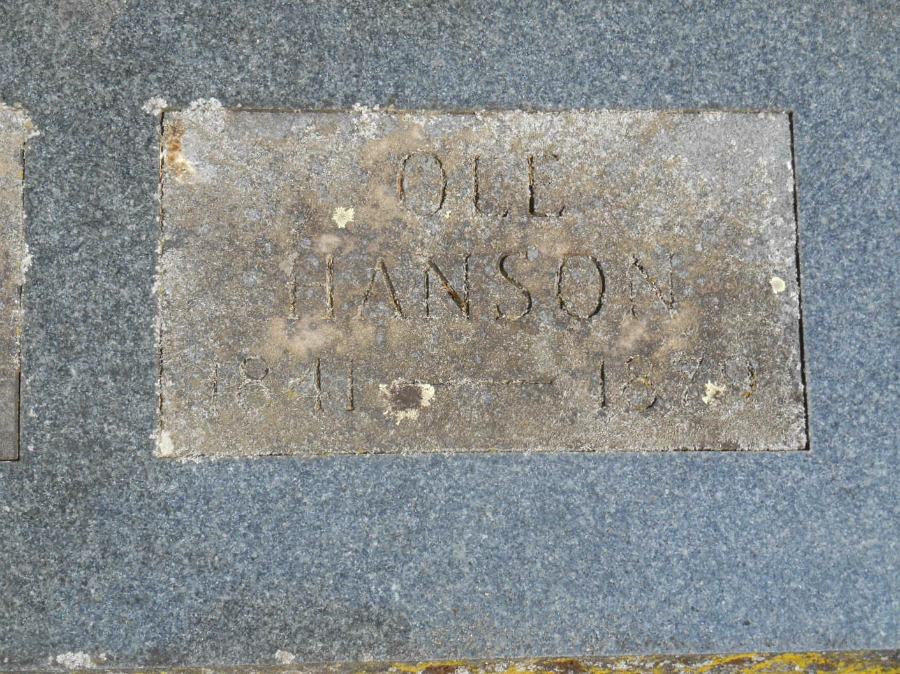 OLE
HANSON
1841 — 1879